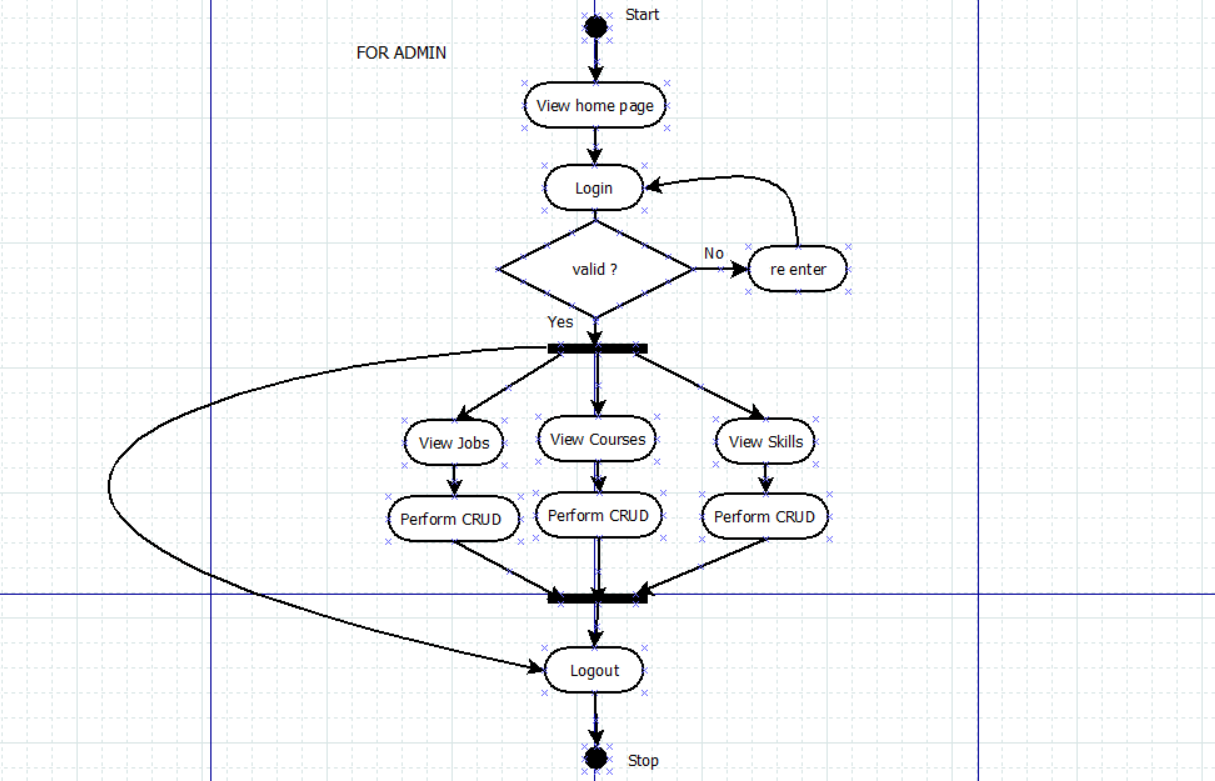 Start
FOR ADMIN
View home page
Login
No
valid ?
re enter
Yes
View Jobs
View Courses
View Skills
Perform CRUD
Perform CRUD
Perform CRUD
Logout
Stop